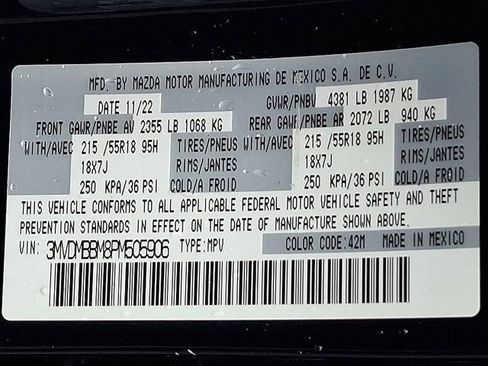 MFD. BY MAZDA MOTOR MANUFACTURING DE MEXICO S.A. DE C.V.
DATE 11/22 GVWR/PNBV 4381 LB 1987 KG
FRONT GAWR/PNBE AV 2355 LB 1068 KG REAR GAWR/PNBE AR 2072 LB 940 KG
WITH/AVEC 215 /55R18 95H TIRES/PNEUS WITH/AVEC 215 /55R18 95H TIRES/PNEUS
18X7J RIMS/JANTES 18X7J RIMS/JANTES
250 KPA/36 PSI COLD/A FROID 250 KPA/36 PSI COLD/A FROID
THIS VEHICLE CONFORMS TO ALL APPLICABLE FEDERAL MOTOR VEHICLE SAFETY AND THEFT
PREVENTION STANDARDS IN EFFECT ON THE DATE OF MANUFACTURE SHOWN ABOVE.
VIN: 3MVDMBBM8PM505906 TYPE: MPV COLOR CODE: 42M MADE IN MEXICO